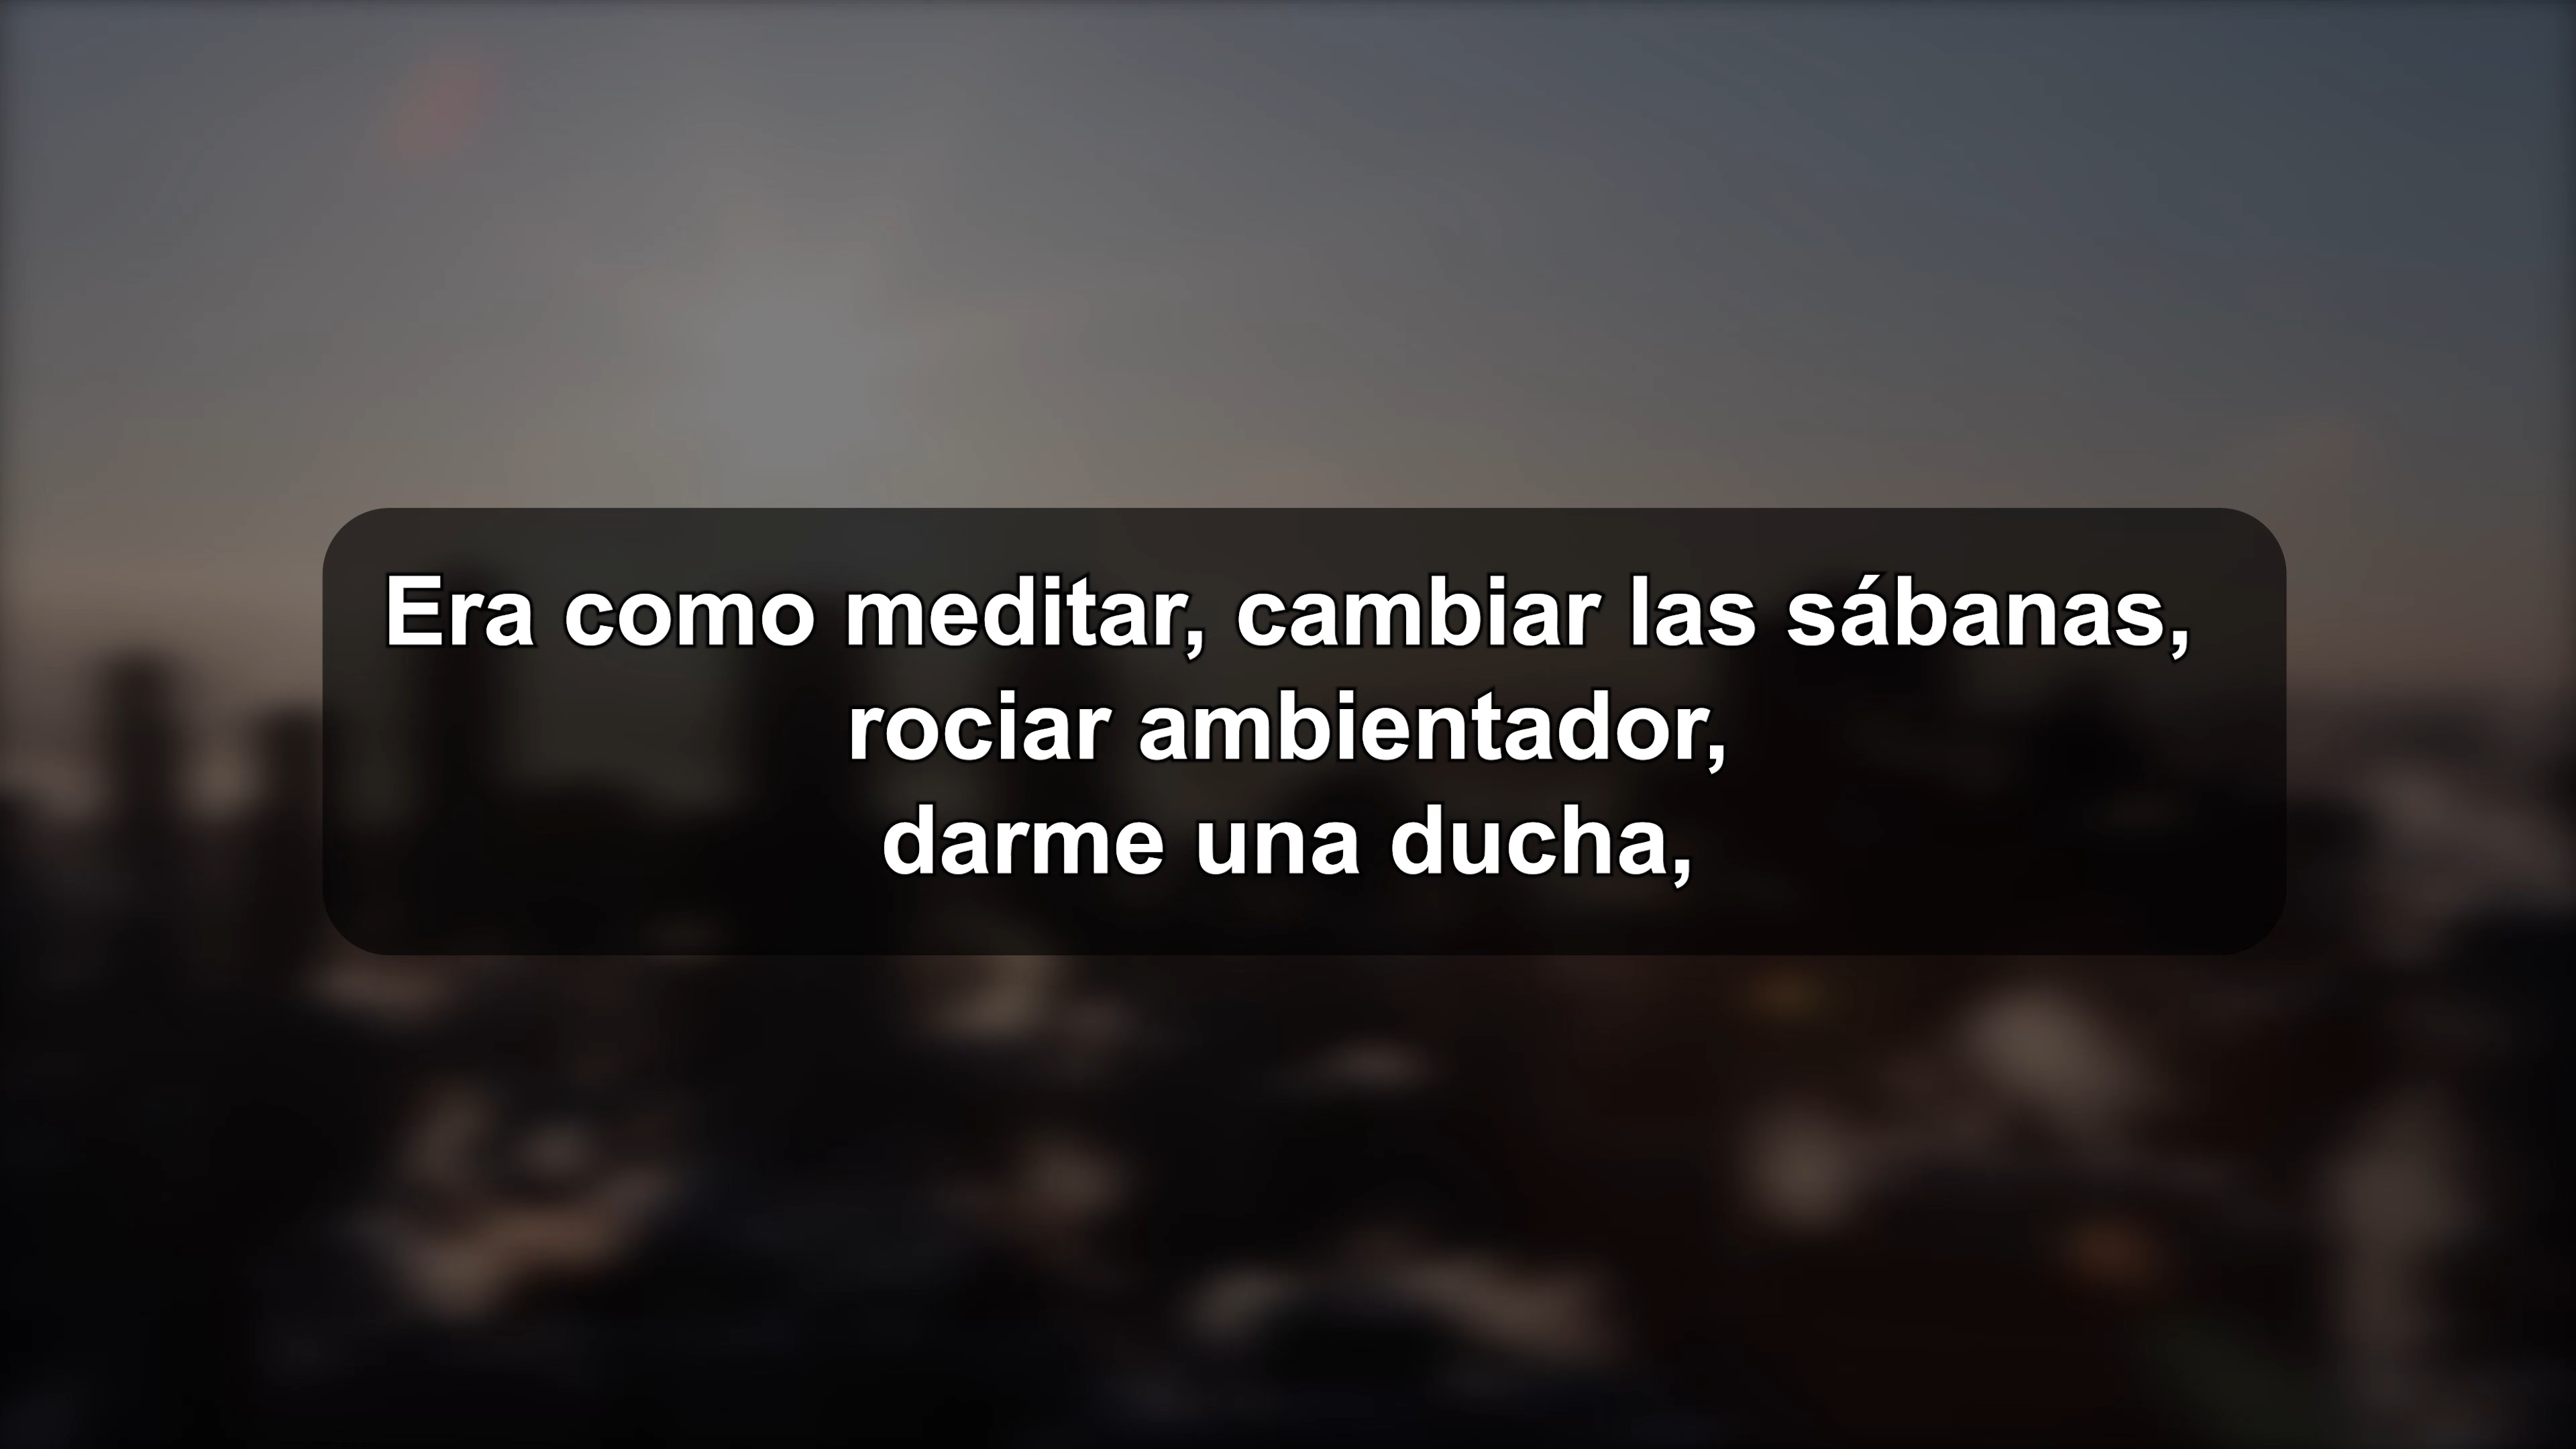 Era como meditar, cambiar las sábanas,
rociar ambientador,
darme una ducha,